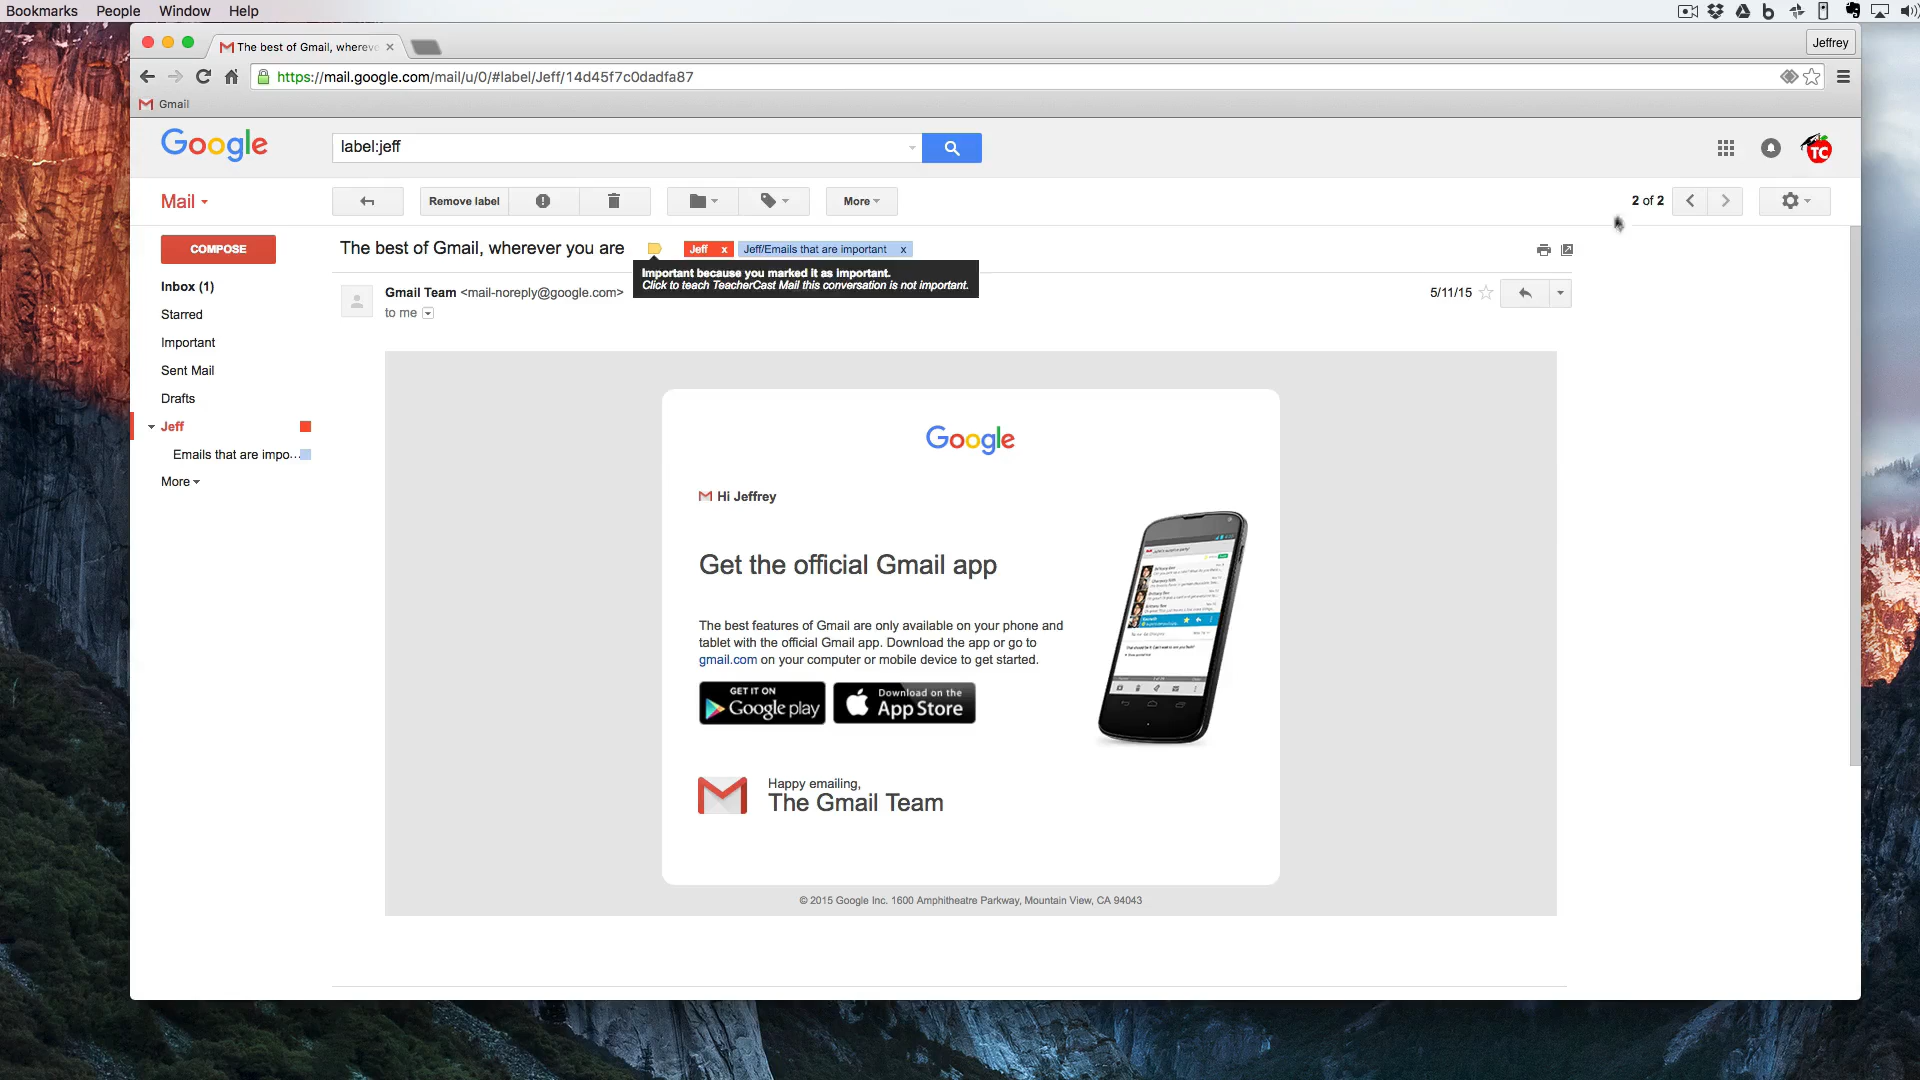 Bookmarks People Window Help
The best of Gmail, whereve
Jeffrey
https://mail.google.com/mail/u/0/#label/Jeff/14d45f7c0dadfa87
Gmail
Google
label:jeff
TC
Mail
Remove label
More
2 of 2
COMPOSE
The best of Gmail, wherever you are
Jeff x
Jeff/Emails that are important x
Important because you marked it as important.
Click to teach TeacherCast Mail this conversation is not important.
Inbox (1)
Starred
Important
Sent Mail
Drafts
Jeff
Emails that are impo...
More
Gmail Team <mail-noreply@google.com>
to me
5/11/15
Google
Hi Jeffrey
Get the official Gmail app
The best features of Gmail are only available on your phone and
tablet with the official Gmail app. Download the app or go to
gmail.com on your computer or mobile device to get started.
GET IT ON
Google play
Download on the
App Store
Happy emailing,
The Gmail Team
© 2015 Google Inc. 1600 Amphitheatre Parkway, Mountain View, CA 94043